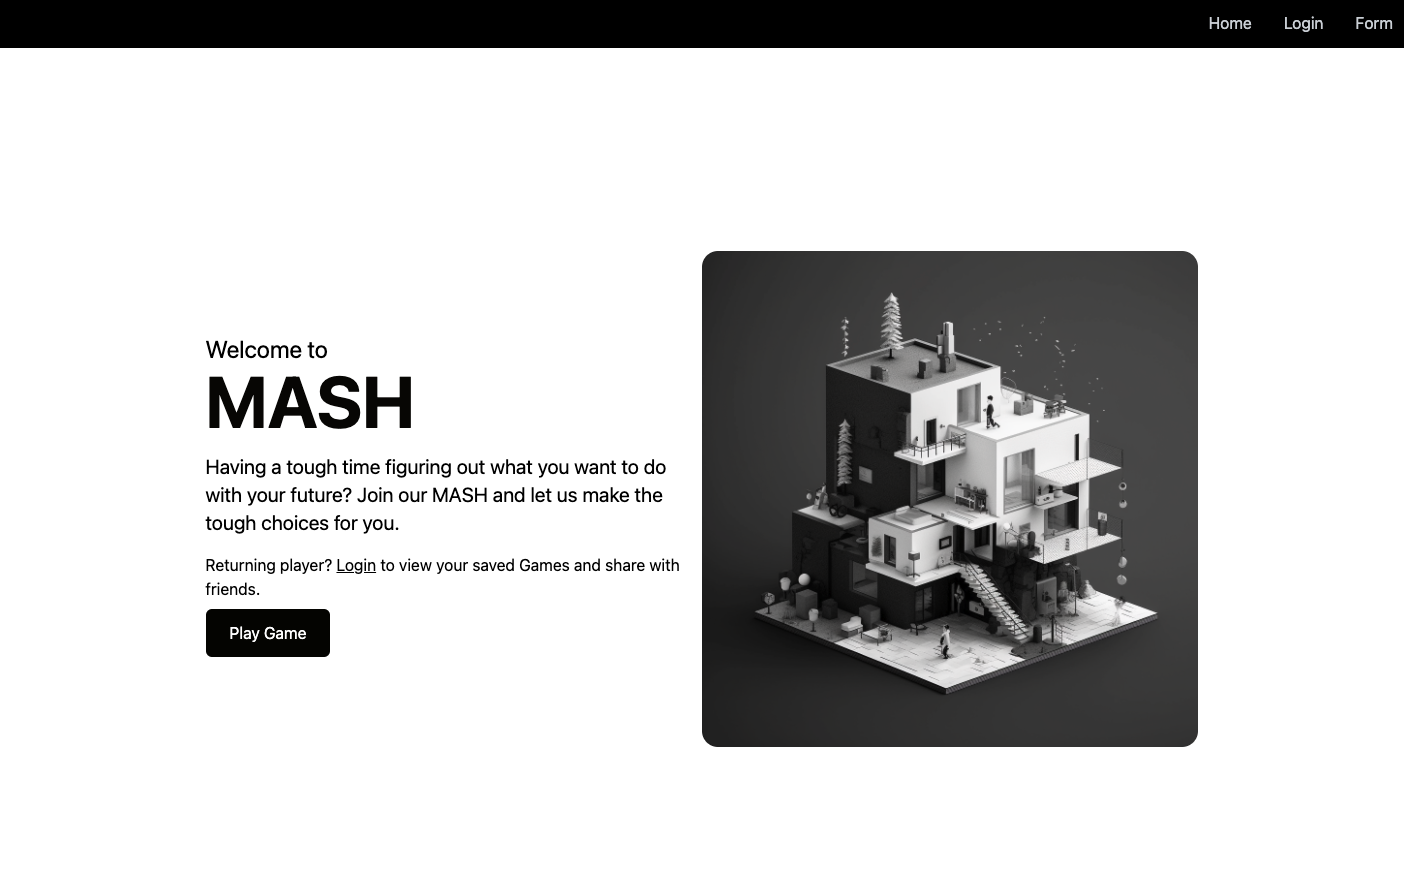 Home Login Form
Welcome to
MASH
Having a tough time figuring out what you want to do
with your future? Join our MASH and let us make the
tough choices for you.
Returning player? Login to view your saved Games and share with
friends.
Play Game